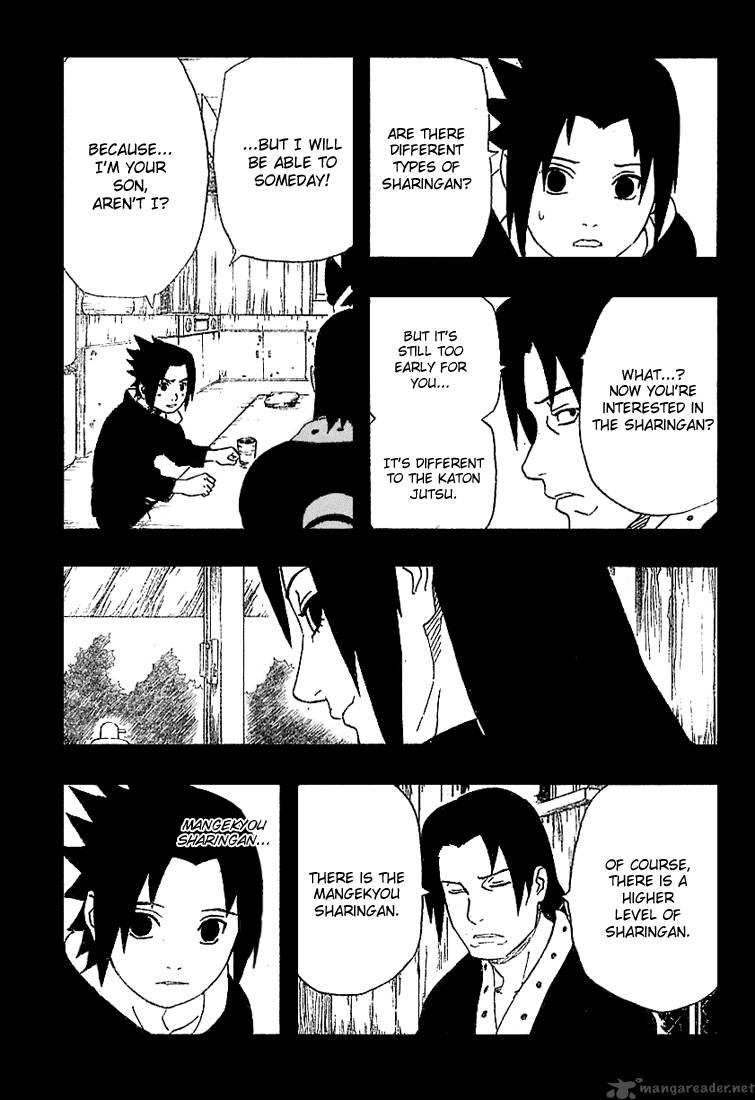 ARE THERE
DIFFERENT
TYPES OF
SHARINGAN?
...BUT I WILL
BE ABLE TO
SOMEDAY!
BECAUSE...
I'M YOUR
SON,
AREN'T I?
WHAT...?
NOW YOU'RE
INTERESTED IN
THE SHARINGAN?
BUT IT'S
STILL TOO
EARLY FOR
YOU...
IT'S DIFFERENT
TO THE KATON
JUTSU.
OF COURSE,
THERE IS A
HIGHER
LEVEL OF
SHARINGAN.
THERE IS THE
MANGEKYOU
SHARINGAN.
MANGEKYOU
SHARINGAN...
mangareader.net